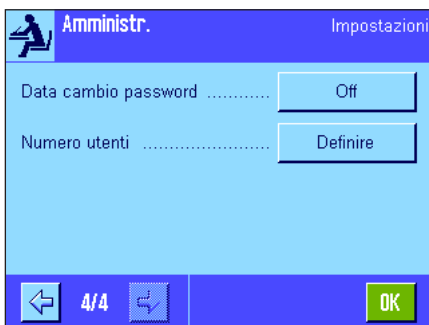 Amministr. Impostazioni
Data cambio password ............ Off
Numero utenti ........................ Definire
4/4 OK